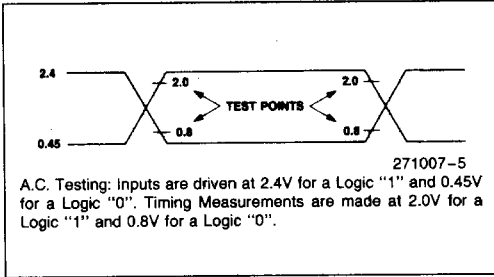 2.4
2.0
2.0
TEST POINTS
0.8
0.8
0.45
271007-5
A.C. Testing: Inputs are driven at 2.4V for a Logic "1" and 0.45V
for a Logic "0". Timing Measurements are made at 2.0V for a
Logic "1" and 0.8V for a Logic "0".